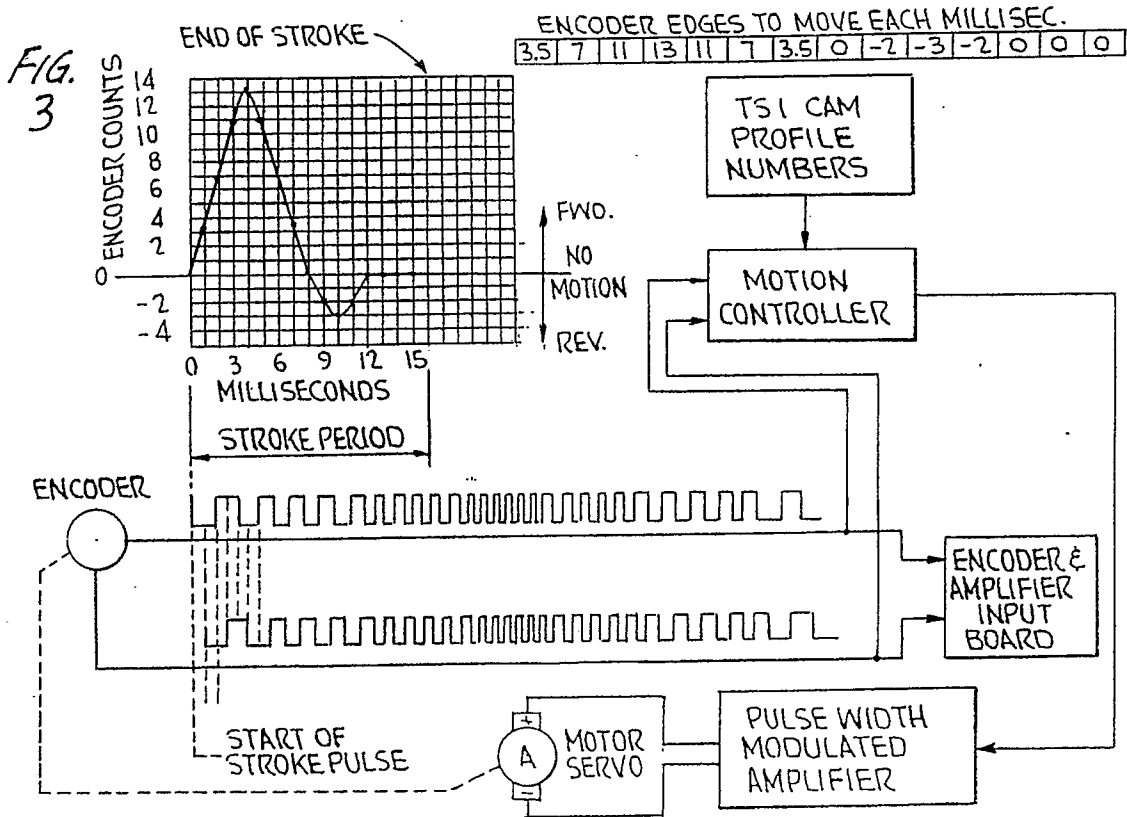 FIG.
3
END OF STROKE
ENCODER EDGES TO MOVE EACH MILLISEC.
3.5 7 11 13 11 7 3.5 0 -2 -3 -2 0 0 0
ENCODER COUNTS
14
12
10
8
6
4
2
0
-2
-4
0 3 6 9 12 15
MILLISECONDS
STROKE PERIOD
FWD.
NO
MOTION
REV.
TS1 CAM
PROFILE
NUMBERS
MOTION
CONTROLLER
ENCODER
ENCODER &
AMPLIFIER
INPUT
BOARD
START OF
STROKE PULSE
+
A
-
MOTOR
SERVO
PULSE WIDTH
MODULATED
AMPLIFIER